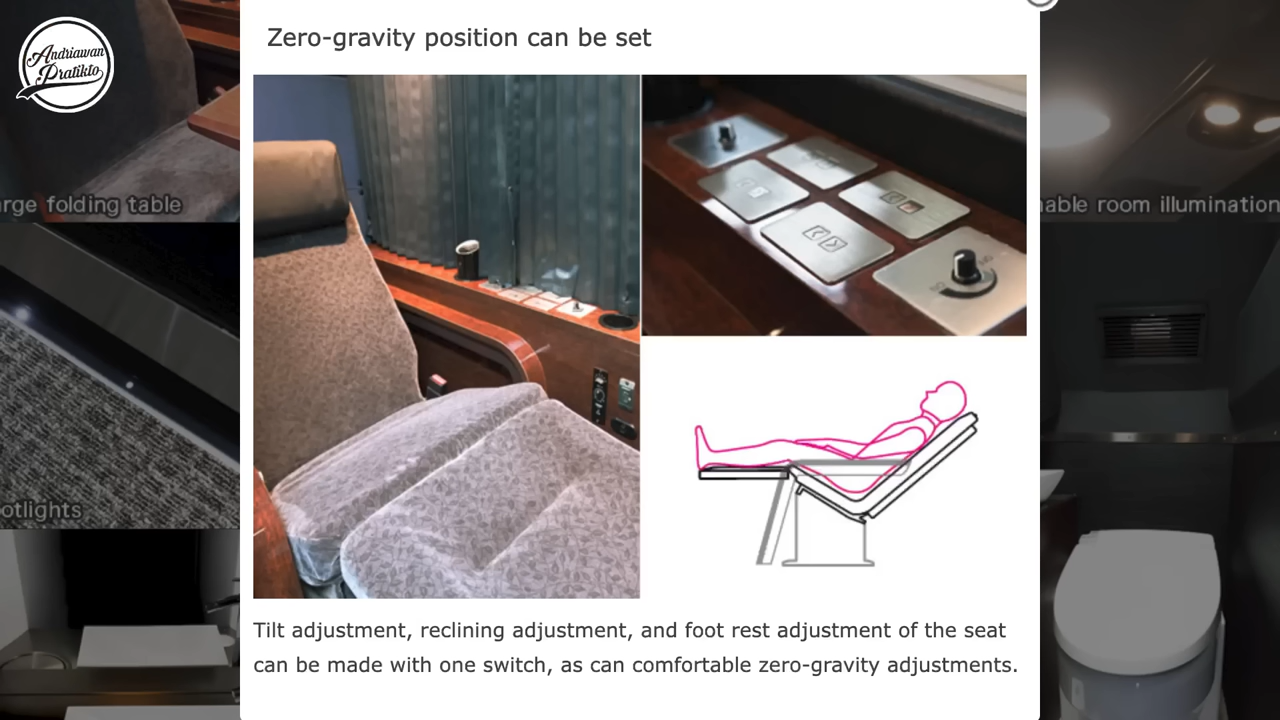 Andriawan
Pratikto
Zero-gravity position can be set
arge folding table
able room illumination
otlights
Tilt adjustment, reclining adjustment, and foot rest adjustment of the seat
can be made with one switch, as can comfortable zero-gravity adjustments.